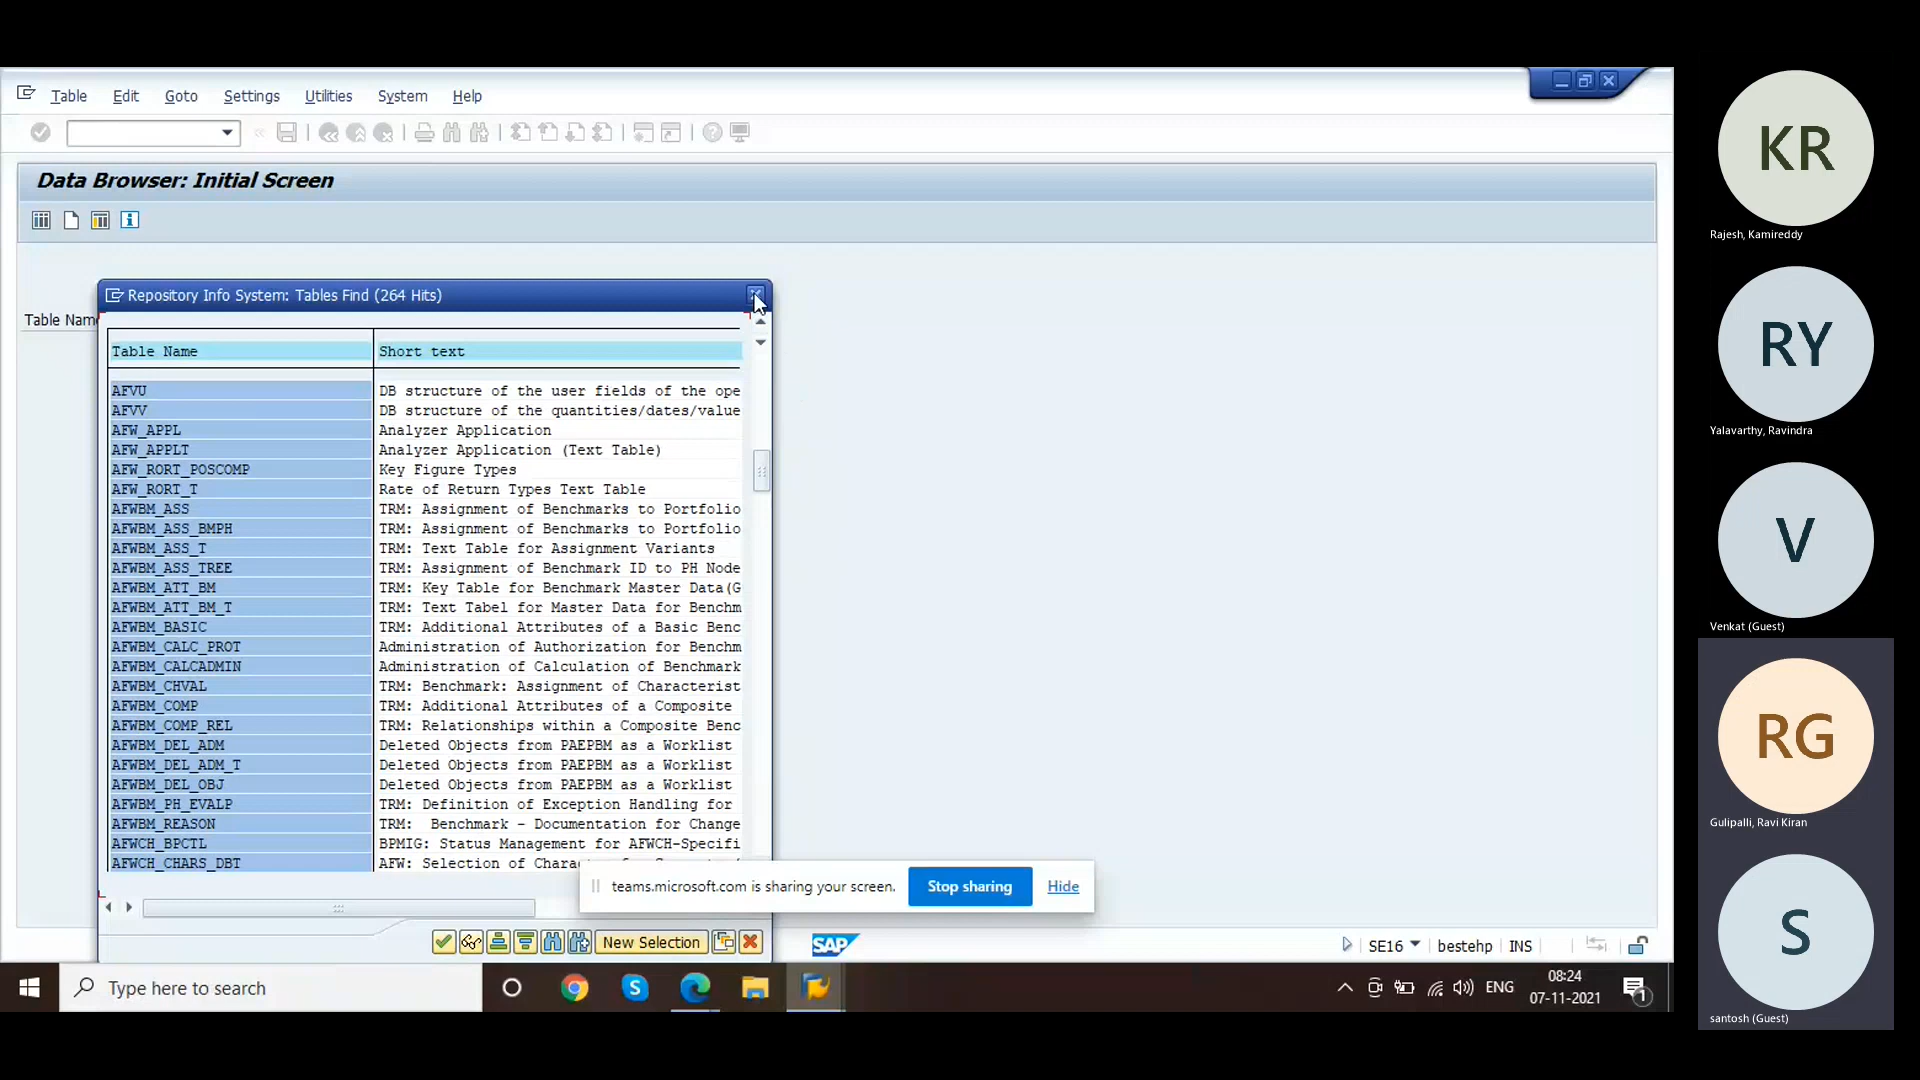 Table Edit Goto Settings Utilities System Help
Data Browser: Initial Screen
Table Nam
Repository Info System: Tables Find (264 Hits)
Table Name Short text
AFVU DB structure of the user fields of the ope
AFVV DB structure of the quantities/dates/value
AFW_APPL Analyzer Application
AFW_APPLT Analyzer Application (Text Table)
AFW_RORT_POSCOMP Key Figure Types
AFW_RORT_T Rate of Return Types Text Table
AFWBM_ASS TRM: Assignment of Benchmarks to Portfolio
AFWBM_ASS_BMPH TRM: Assignment of Benchmarks to Portfolio
AFWBM_ASS_T TRM: Text Table for Assignment Variants
AFWBM_ASS_TREE TRM: Assignment of Benchmark ID to PH Node
AFWBM_ATT_BM TRM: Key Table for Benchmark Master Data(G
AFWBM_ATT_BM_T TRM: Text Tabel for Master Data for Benchm
AFWBM_BASIC TRM: Additional Attributes of a Basic Benc
AFWBM_CALC_PROT Administration of Authorization for Benchm
AFWBM_CALCADMIN Administration of Calculation of Benchmark
AFWBM_CHVAL TRM: Benchmark: Assignment of Characterist
AFWBM_COMP TRM: Additional Attributes of a Composite
AFWBM_COMP_REL TRM: Relationships within a Composite Benc
AFWBM_DEL_ADM Deleted Objects from PAEPBM as a Worklist
AFWBM_DEL_ADM_T Deleted Objects from PAEPBM as a Worklist
AFWBM_DEL_OBJ Deleted Objects from PAEPBM as a Worklist
AFWBM_PH_EVALP TRM: Definition of Exception Handling for
AFWBM_REASON TRM: Benchmark - Documentation for Change
AFWCH_BPCTL BPMIG: Status Management for AFWCH-Specifi
AFWCH_CHARS_DBT AFW: Selection of Charac
teams.microsoft.com is sharing your screen. Stop sharing Hide
New Selection
SAP SE16 bestehp INS
Type here to search
ENG 08:24
07-11-2021
1
KR
Rajesh, Kamireddy
RY
Yalavarthy, Ravindra
V
Venkat (Guest)
RG
Gulipalli, Ravi Kiran
S
santosh (Guest)